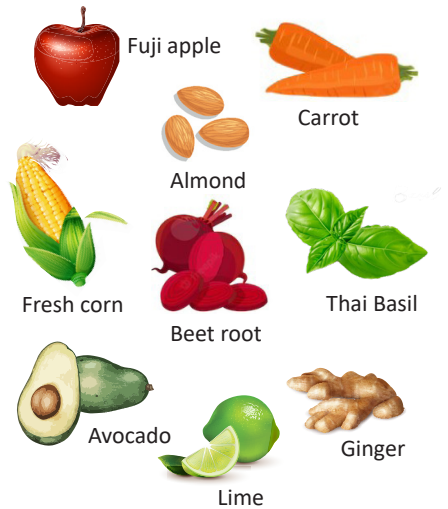 Fuji apple
Carrot
Almond
Fresh corn
Thai Basil
Beet root
Avocado
Ginger
Lime